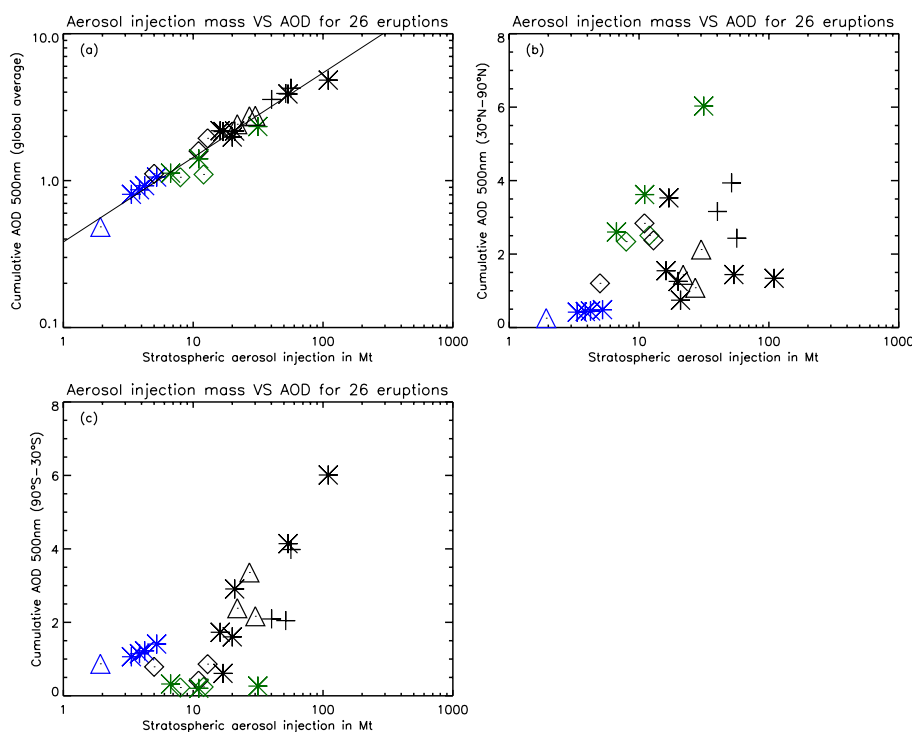 Aerosol injection mass VS AOD for 26 eruptions
(a)
Cumulative AOD 500nm (global average)
10.0
1.0
0.1
1 10 100 1000
Stratospheric aerosol injection in Mt
Aerosol injection mass VS AOD for 26 eruptions
(b)
Cumulative AOD 500nm (30°N−90°N)
8
6
4
2
0
1 10 100 1000
Stratospheric aerosol injection in Mt
Aerosol injection mass VS AOD for 26 eruptions
(c)
Cumulative AOD 500nm (90°S−30°S)
8
6
4
2
0
1 10 100 1000
Stratospheric aerosol injection in Mt